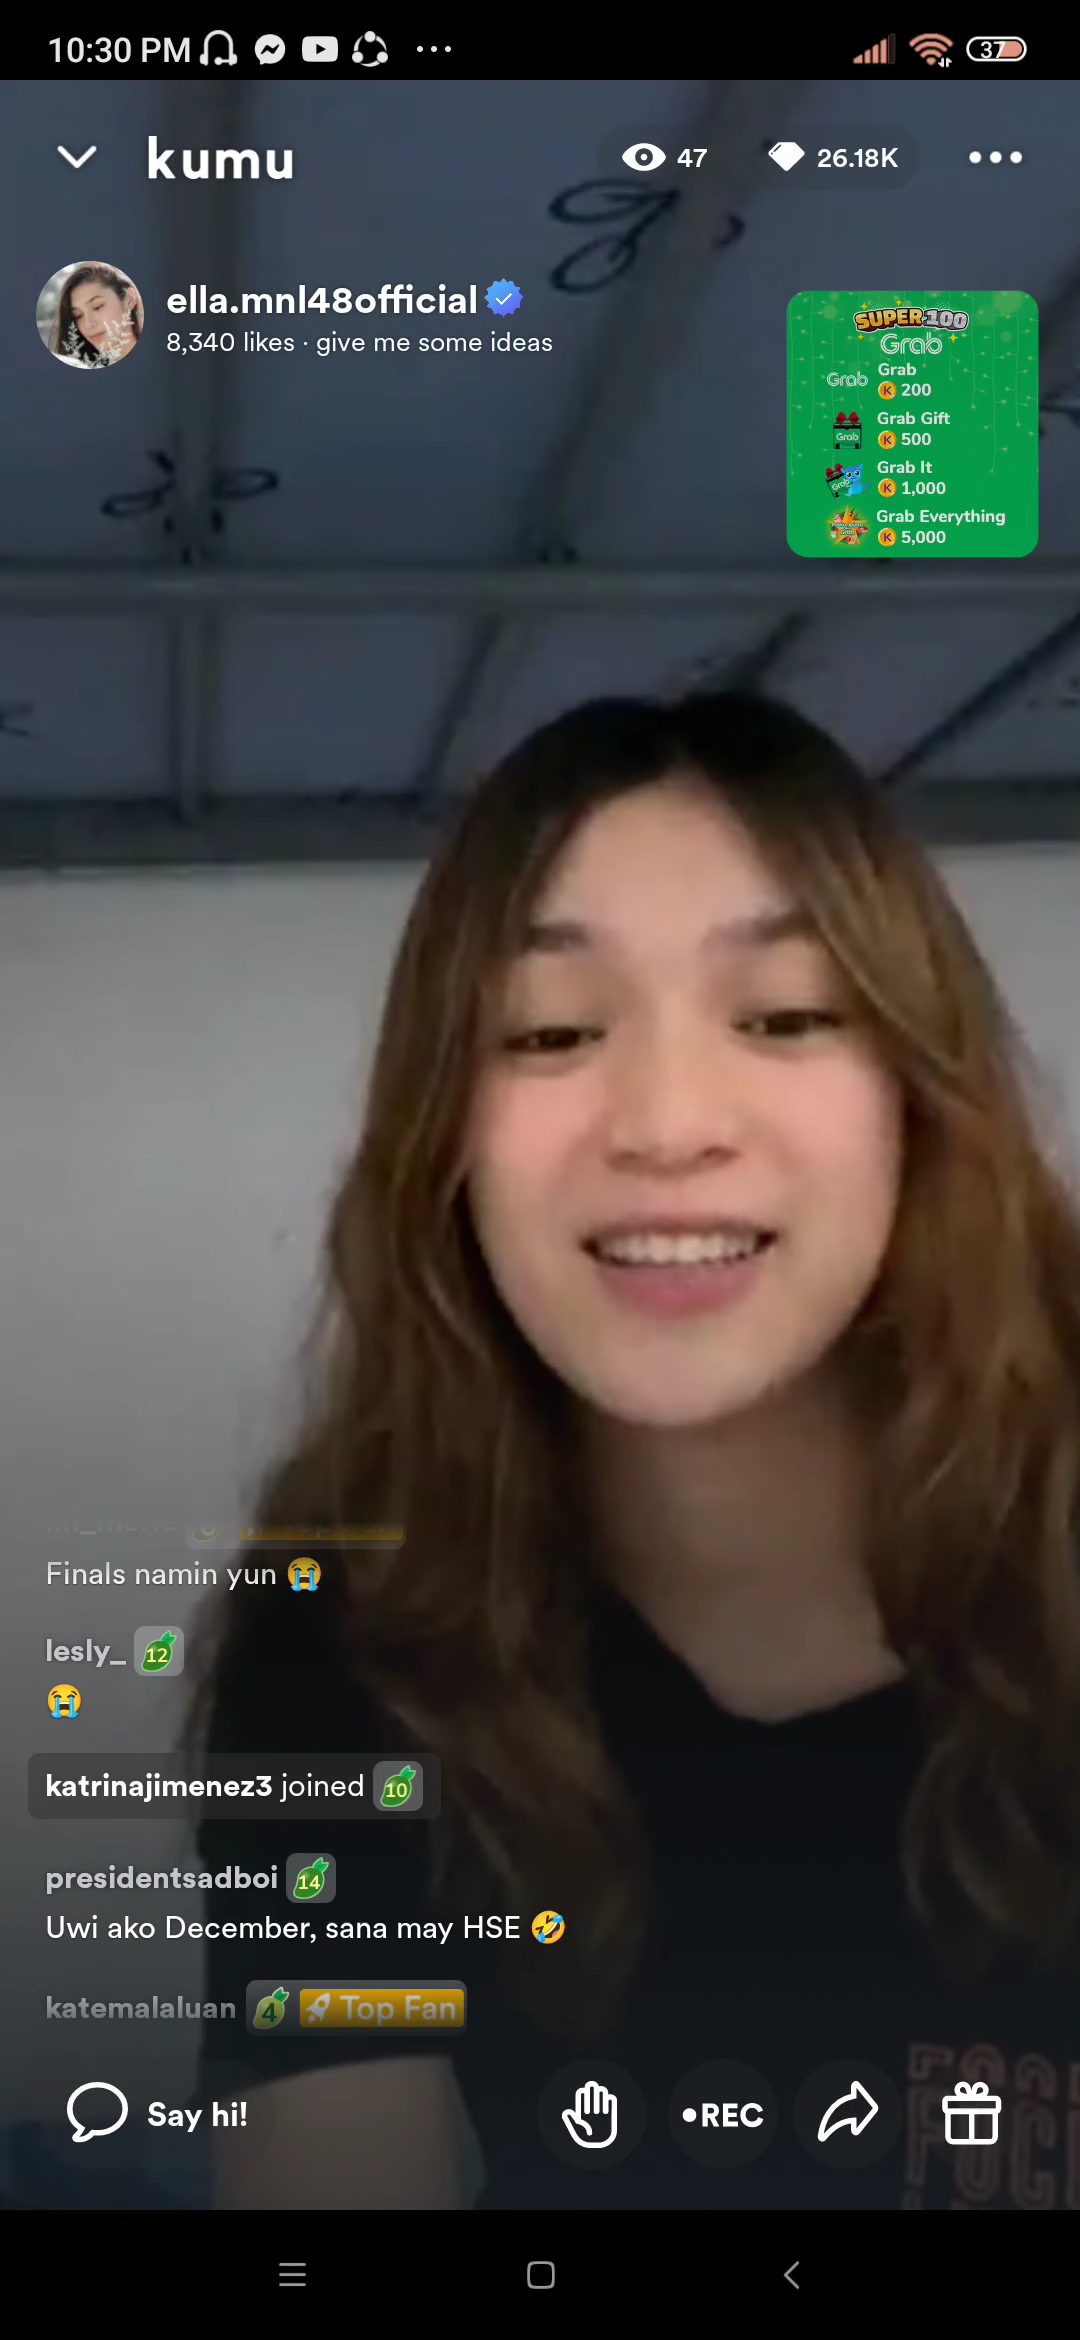 10:30 PM
37
kumu
47
26.18K
ella.mnl48official
8,340 likes · give me some ideas
SUPER-100
Grab
Grab
Grab
K 200
Grab Gift
Grab
K 500
Grab It
Grab
K 1,000
Grab Everything
K 5,000
Finals namin yun 😭
lesly_ 12
😭
katrinajimenez3 joined 10
presidentsadboi 14
Uwi ako December, sana may HSE 🤣
katemalaluan 4 Top Fan
Say hi!
•REC